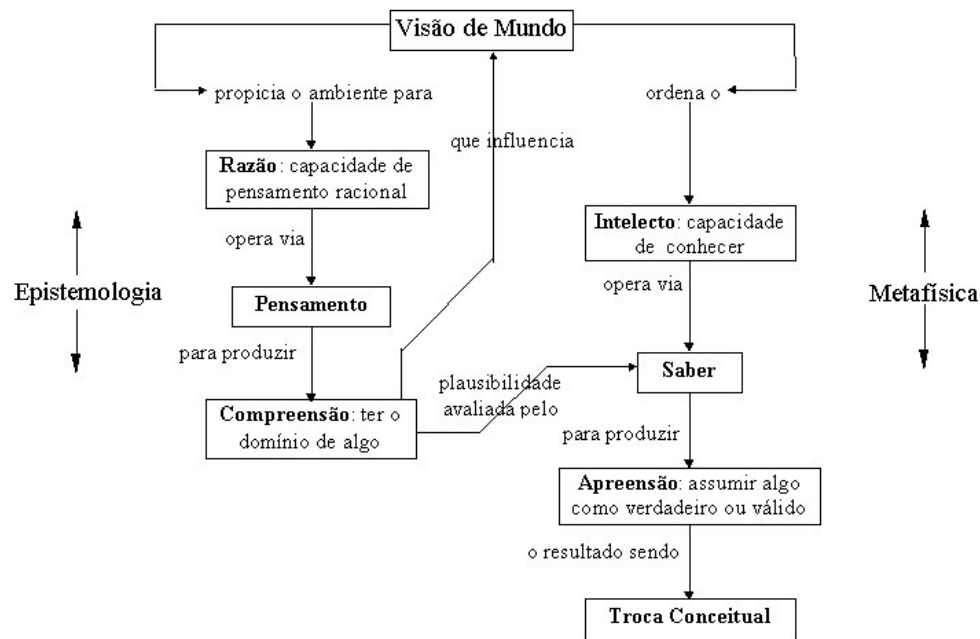 Visão de Mundo
propicia o ambiente para
ordena o
que influencia
Razão: capacidade de
pensamento racional
Intelecto: capacidade
de conhecer
opera via
opera via
Epistemologia
Metafísica
Pensamento
para produzir
Saber
plausibilidade
avaliada pelo
Compreensão: ter o
domínio de algo
para produzir
Apreensão: assumir algo
como verdadeiro ou válido
o resultado sendo
Troca Conceitual